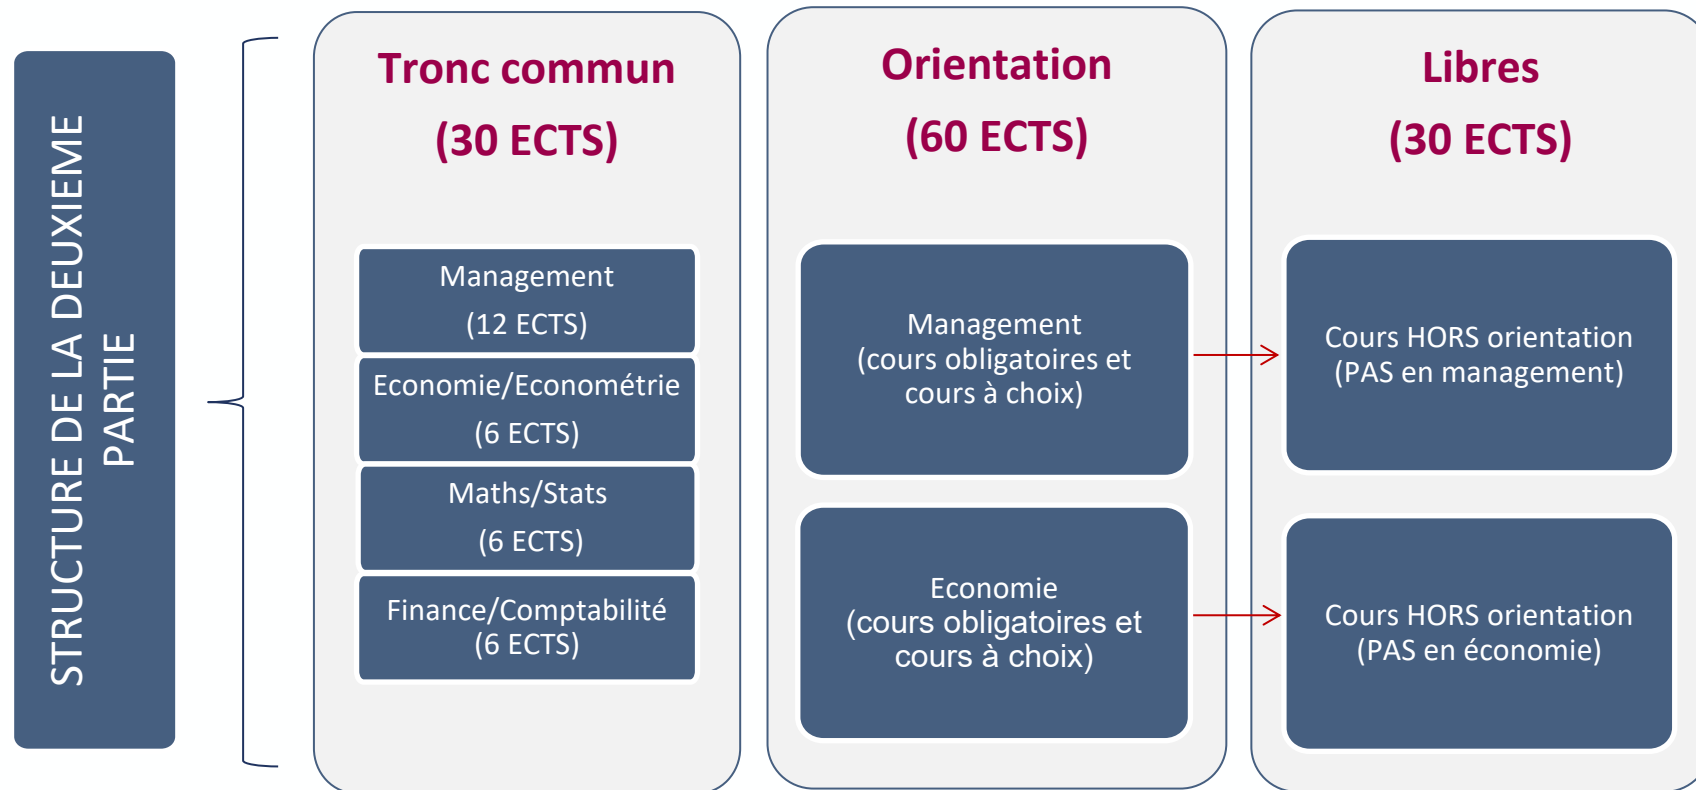 STRUCTURE DE LA DEUXIEME
PARTIE
Tronc commun
(30 ECTS)
Management
(12 ECTS)
Economie/Econométrie
(6 ECTS)
Maths/Stats
(6 ECTS)
Finance/Comptabilité
(6 ECTS)
Orientation
(60 ECTS)
Management
(cours obligatoires et
cours à choix)
Economie
(cours obligatoires et
cours à choix)
Libres
(30 ECTS)
Cours HORS orientation
(PAS en management)
Cours HORS orientation
(PAS en économie)